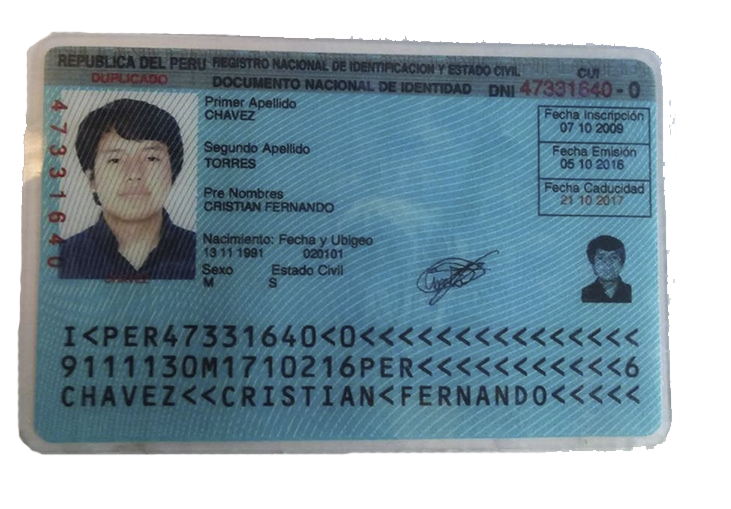 REPUBLICA DEL PERU REGISTRO NACIONAL DE IDENTIFICACION Y ESTADO CIVIL CUI
DUPLICADO DOCUMENTO NACIONAL DE IDENTIDAD DNI 47331640 - 0
47331640
Primer Apellido
CHAVEZ
Segundo Apellido
TORRES
Pre Nombres
CRISTIAN FERNANDO
Nacimiento: Fecha y Ubigeo
13 11 1991 020101
Sexo Estado Civil
M S
Fecha Inscripción
07 10 2009
Fecha Emisión
05 10 2016
Fecha Caducidad
21 10 2017
CHAVEZ
I<PER47331640<0<<<<<<<<<<<<<<<
9111130M1710216PER<<<<<<<<<<<6
CHAVEZ<<CRISTIAN<FERNANDO<<<<<